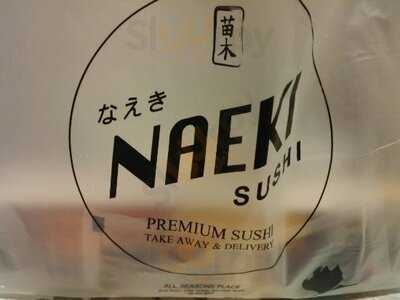 苗木
なえき
NAEKI
SUSHI
PREMIUM SUSHI
TAKE AWAY & DELIVERY
ALL SEASONS PLACE